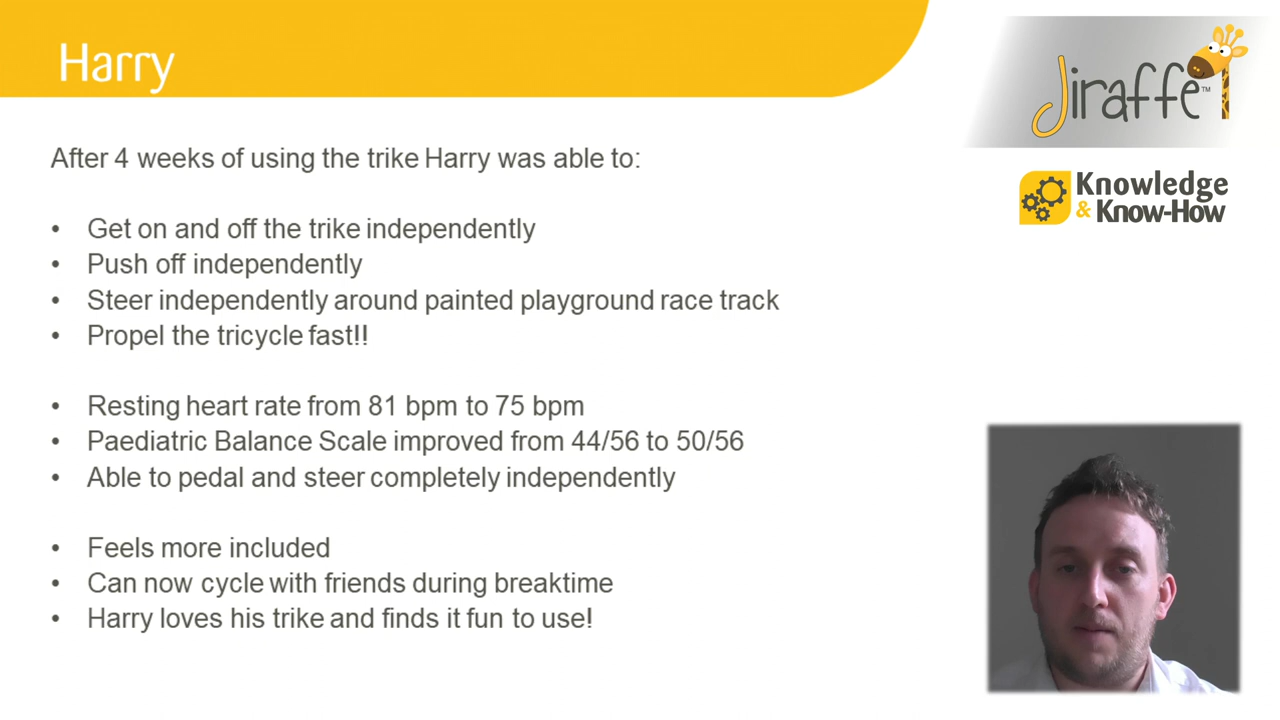 Harry
Jiraffe™
Knowledge
& Know-How
After 4 weeks of using the trike Harry was able to:
• Get on and off the trike independently
• Push off independently
• Steer independently around painted playground race track
• Propel the tricycle fast!!
• Resting heart rate from 81 bpm to 75 bpm
• Paediatric Balance Scale improved from 44/56 to 50/56
• Able to pedal and steer completely independently
• Feels more included
• Can now cycle with friends during breaktime
• Harry loves his trike and finds it fun to use!